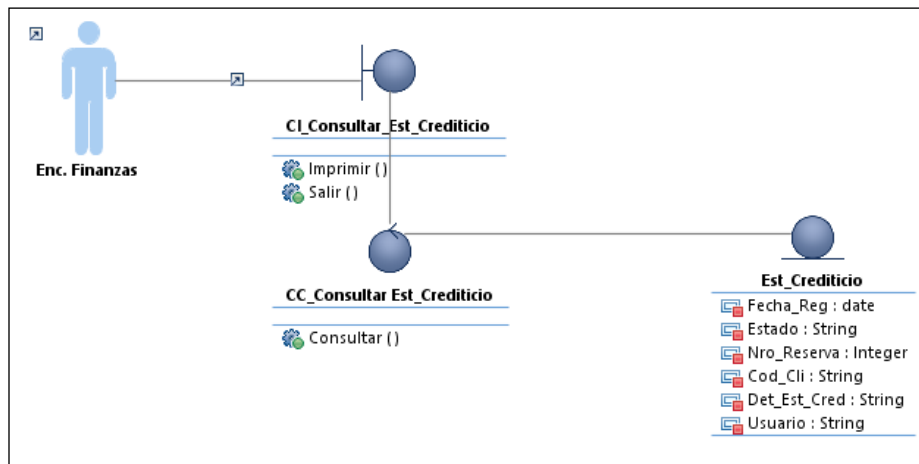 Enc. Finanzas
CI_Consultar_Est_Crediticio
Imprimir ( )
Salir ( )
CC_Consultar Est_Crediticio
Consultar ( )
Est_Crediticio
Fecha_Reg : date
Estado : String
Nro_Reserva : Integer
Cod_Cli : String
Det_Est_Cred : String
Usuario : String